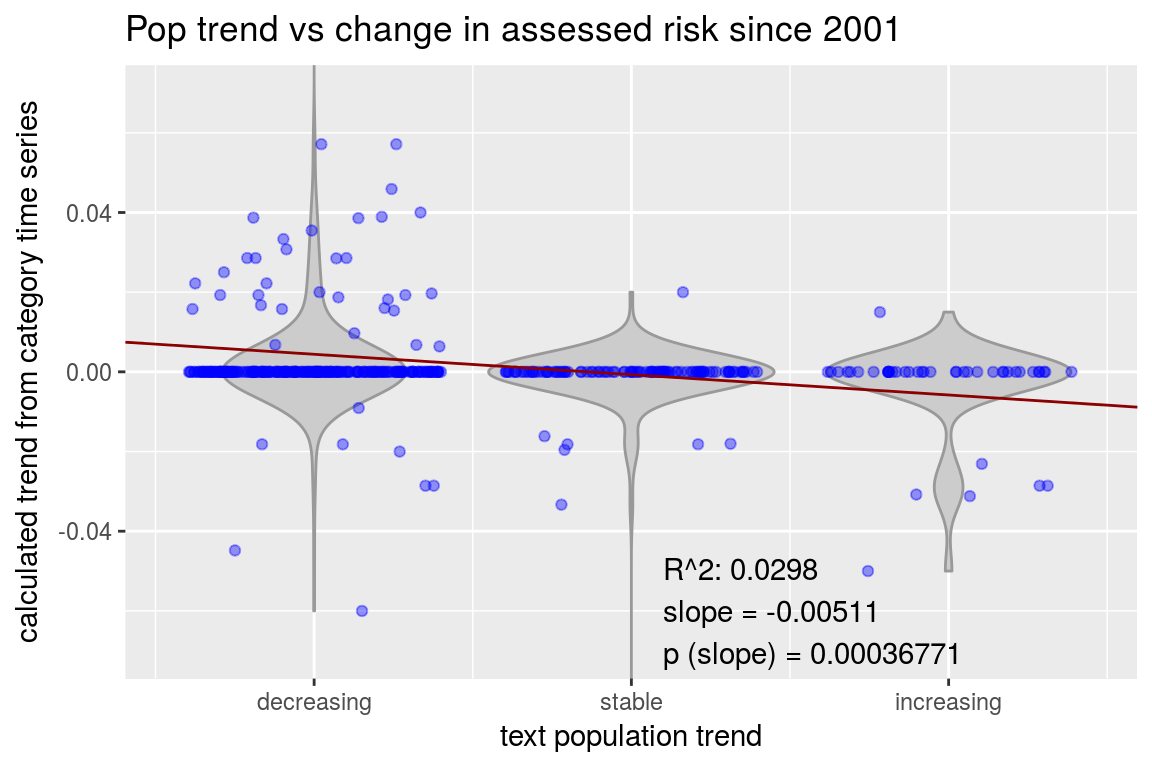 Pop trend vs change in assessed risk since 2001
calculated trend from category time series
0.04
0.00
-0.04
R^2: 0.0298
slope = -0.00511
p (slope) = 0.00036771
decreasing
stable
increasing
text population trend